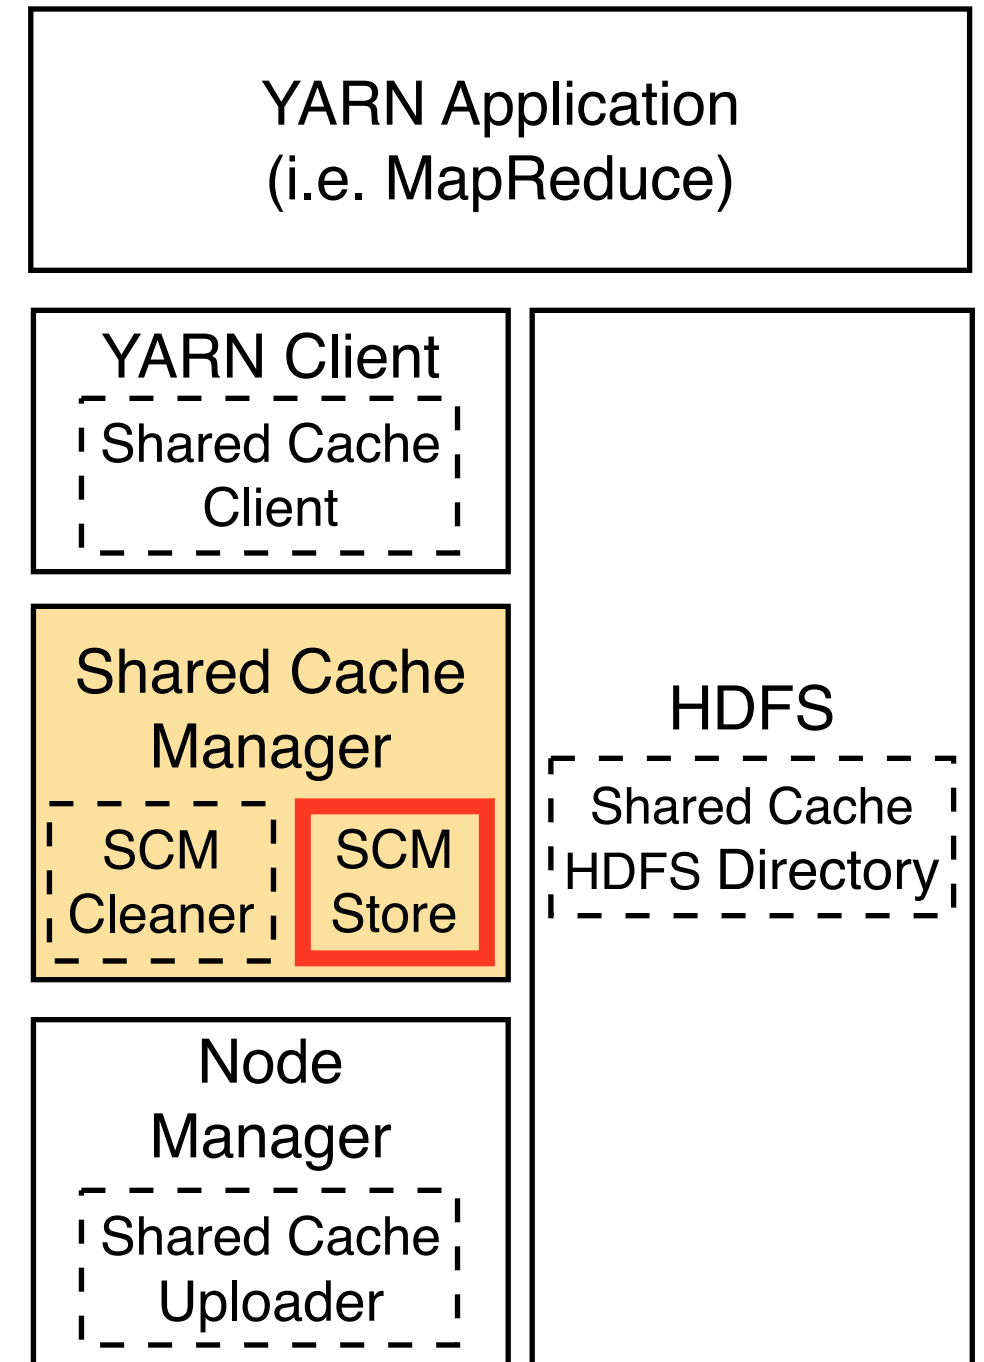 YARN Application
(i.e. MapReduce)
YARN Client
Shared Cache
Client
Shared Cache
Manager
SCM
Cleaner
SCM
Store
Node
Manager
Shared Cache
Uploader
HDFS
Shared Cache
HDFS Directory